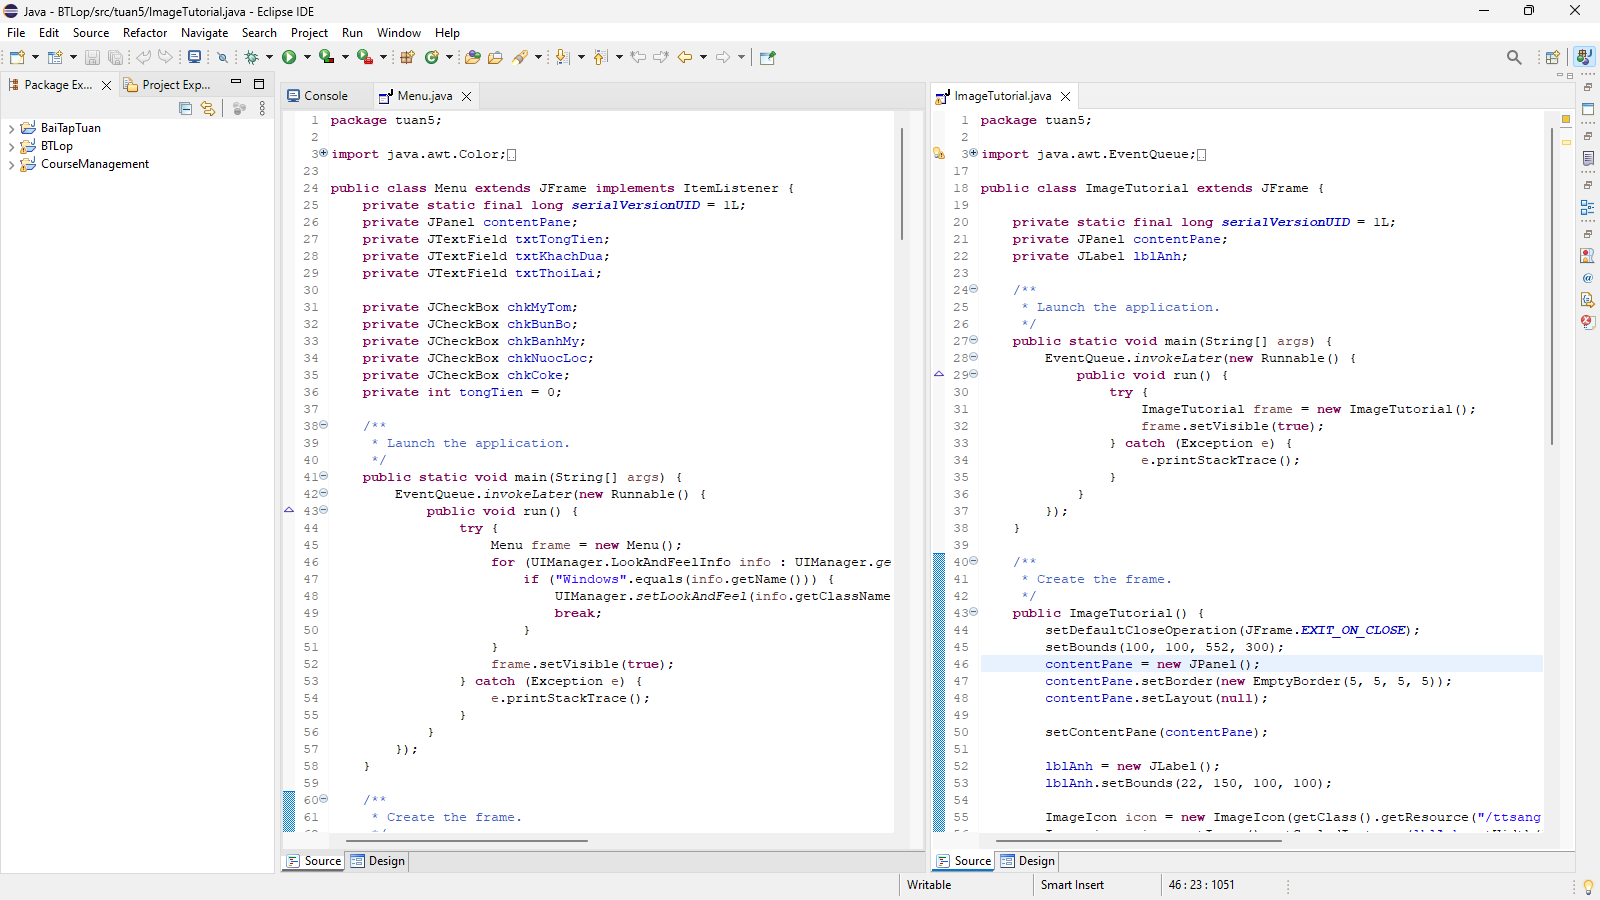 Java - BTLop/src/tuan5/ImageTutorial.java - Eclipse IDE
File Edit Source Refactor Navigate Search Project Run Window Help
Package Ex... Project Exp...
BaiTapTuan
BTLop
CourseManagement
Console Menu.java
1 package tuan5;
2
3 import java.awt.Color;
23
24 public class Menu extends JFrame implements ItemListener {
25 private static final long serialVersionUID = 1L;
26 private JPanel contentPane;
27 private JTextField txtTongTien;
28 private JTextField txtKhachDua;
29 private JTextField txtThoiLai;
30
31 private JCheckBox chkMyTom;
32 private JCheckBox chkBunBo;
33 private JCheckBox chkBanhMy;
34 private JCheckBox chkNuocLoc;
35 private JCheckBox chkCoke;
36 private int tongTien = 0;
37
38 /**
39 * Launch the application.
40 */
41 public static void main(String[] args) {
42 EventQueue.invokeLater(new Runnable() {
43 public void run() {
44 try {
45 Menu frame = new Menu();
46 for (UIManager.LookAndFeelInfo info : UIManager.ge
47 if ("Windows".equals(info.getName())) {
48 UIManager.setLookAndFeel(info.getClassName
49 break;
50 }
51 }
52 frame.setVisible(true);
53 } catch (Exception e) {
54 e.printStackTrace();
55 }
56 }
57 });
58 }
59
60 /**
61 * Create the frame.
Source Design
ImageTutorial.java
1 package tuan5;
2
3 import java.awt.EventQueue;
17
18 public class ImageTutorial extends JFrame {
19
20 private static final long serialVersionUID = 1L;
21 private JPanel contentPane;
22 private JLabel lblAnh;
23
24 /**
25 * Launch the application.
26 */
27 public static void main(String[] args) {
28 EventQueue.invokeLater(new Runnable() {
29 public void run() {
30 try {
31 ImageTutorial frame = new ImageTutorial();
32 frame.setVisible(true);
33 } catch (Exception e) {
34 e.printStackTrace();
35 }
36 }
37 });
38 }
39
40 /**
41 * Create the frame.
42 */
43 public ImageTutorial() {
44 setDefaultCloseOperation(JFrame.EXIT_ON_CLOSE);
45 setBounds(100, 100, 552, 300);
46 contentPane = new JPanel();
47 contentPane.setBorder(new EmptyBorder(5, 5, 5, 5));
48 contentPane.setLayout(null);
49
50 setContentPane(contentPane);
51
52 lblAnh = new JLabel();
53 lblAnh.setBounds(22, 150, 100, 100);
54
55 ImageIcon icon = new ImageIcon(getClass().getResource("/ttsang
Source Design
Writable Smart Insert 46 : 23 : 1051